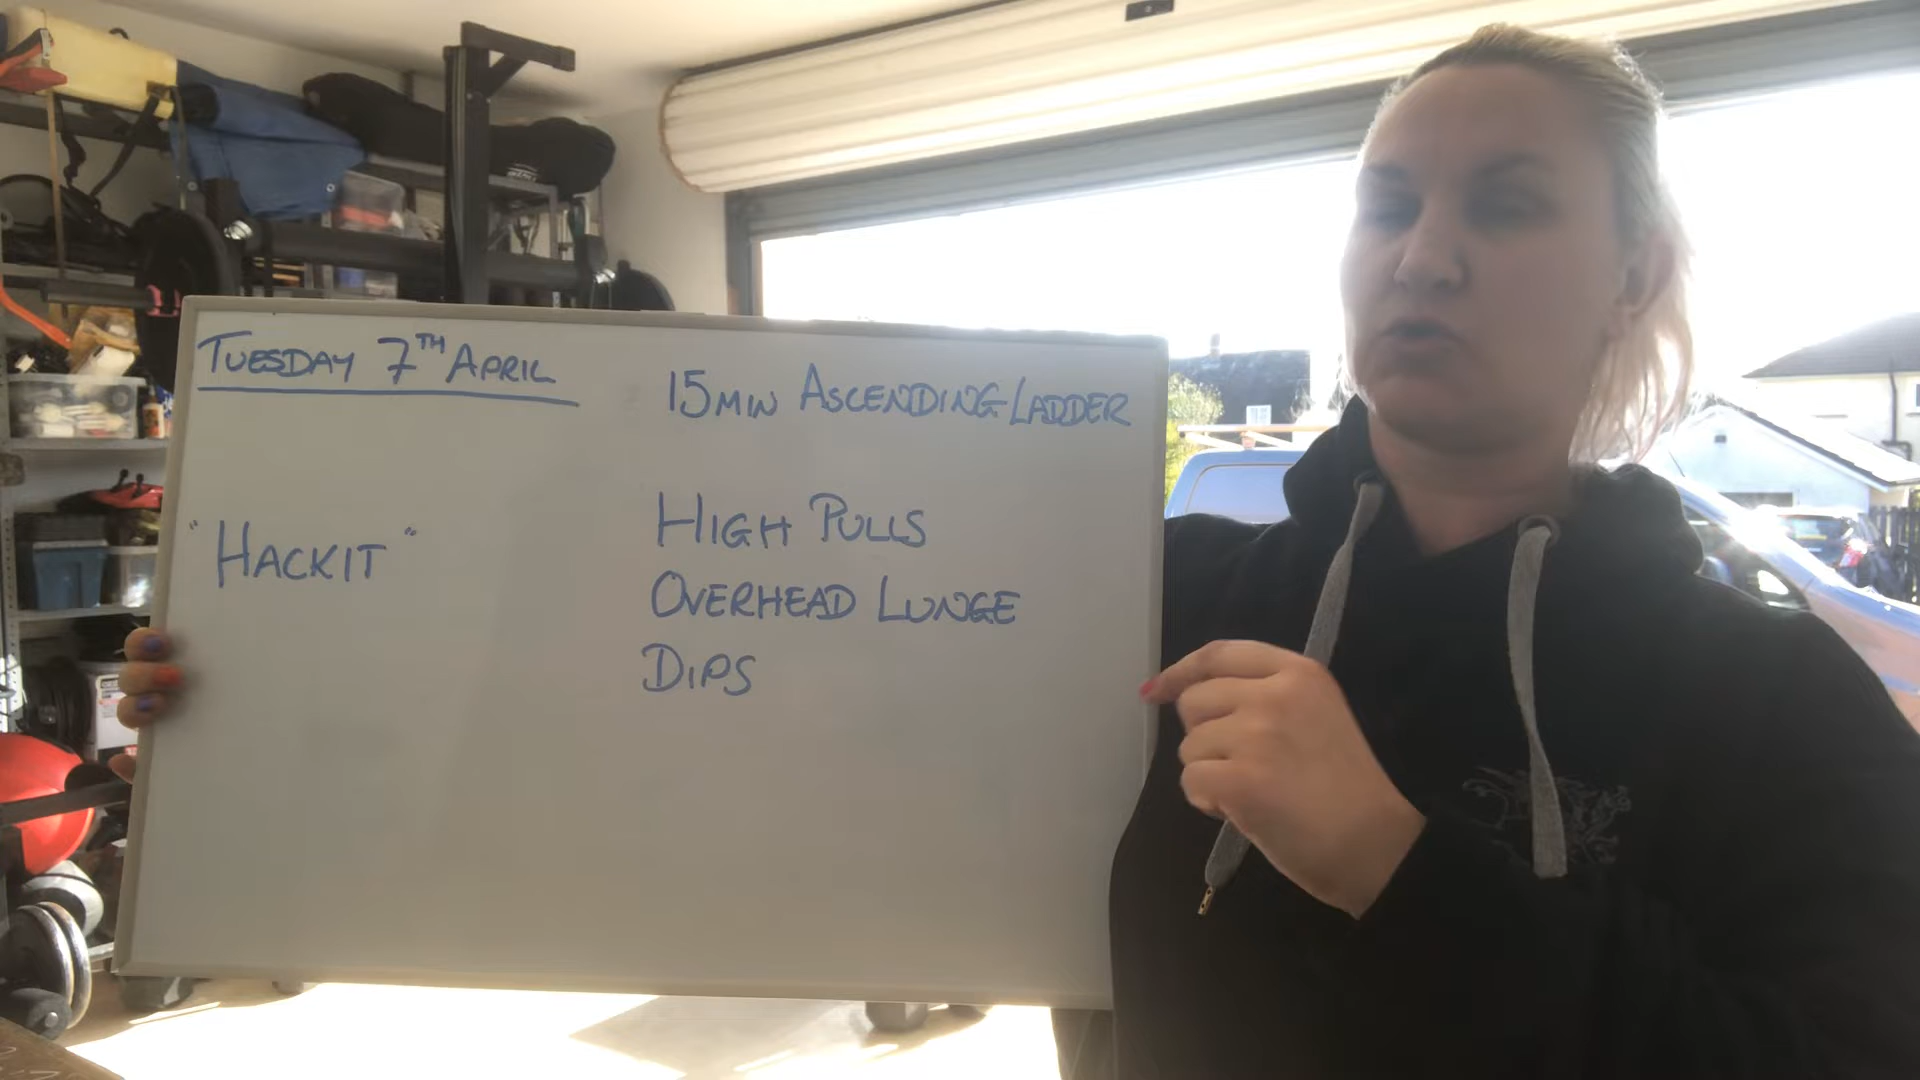 TUESDAY 7TH APRIL
"HACKIT"
15MIN ASCENDING LADDER
HIGH PULLS
OVERHEAD LUNGE
DIPS